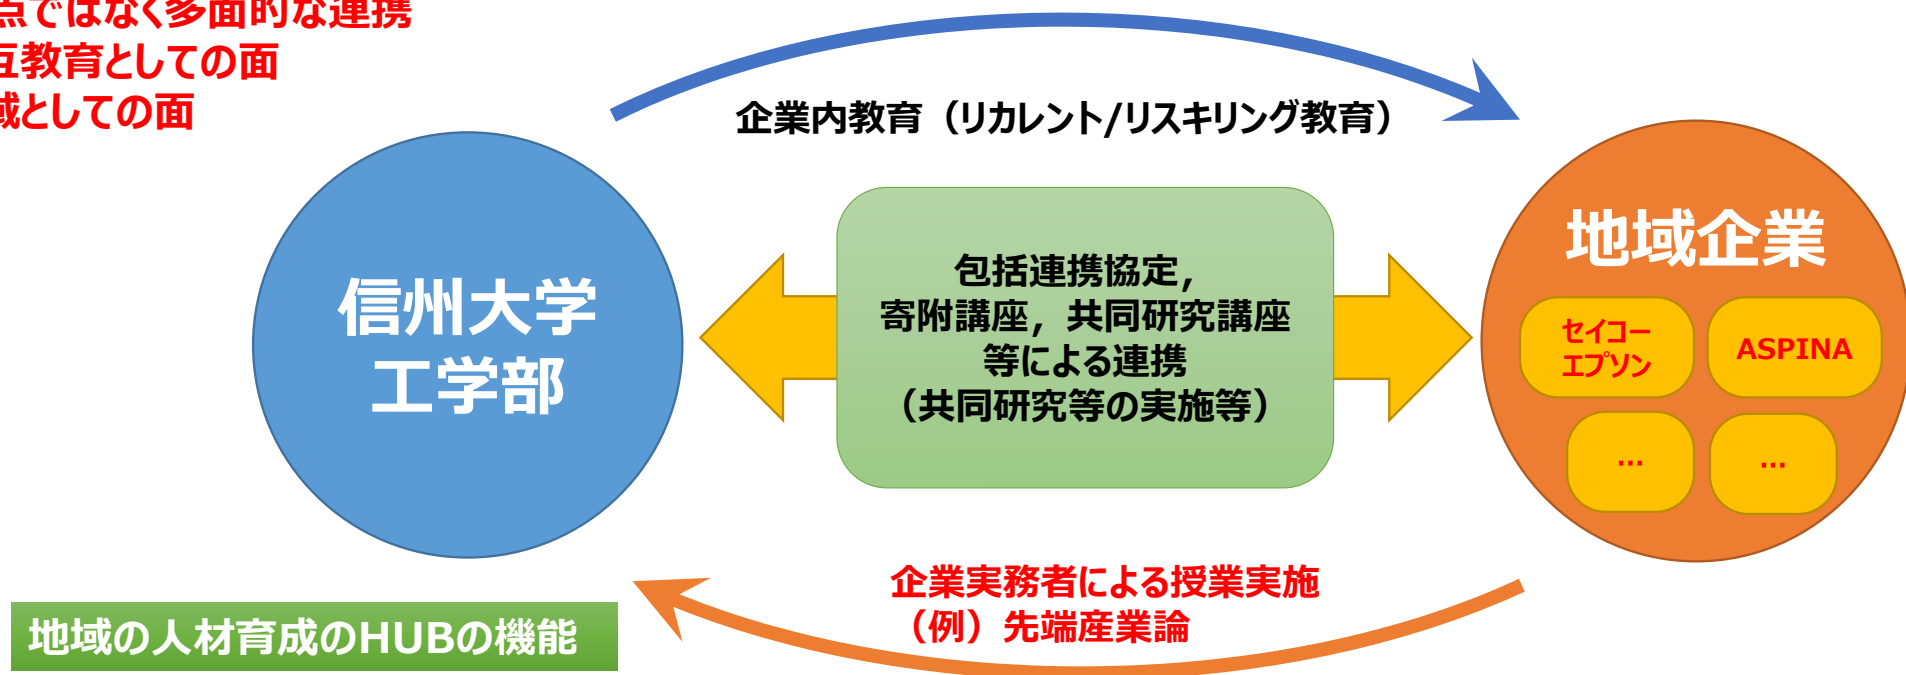 点ではなく多面的な連携
互教育としての面
域としての面
企業内教育（リカレント/リスキリング教育）
信州大学
工学部
包括連携協定，
寄附講座，共同研究講座
等による連携
（共同研究等の実施等）
地域企業
セイコー
エプソン
ASPINA
…
…
企業実務者による授業実施
（例）先端産業論
地域の人材育成のHUBの機能